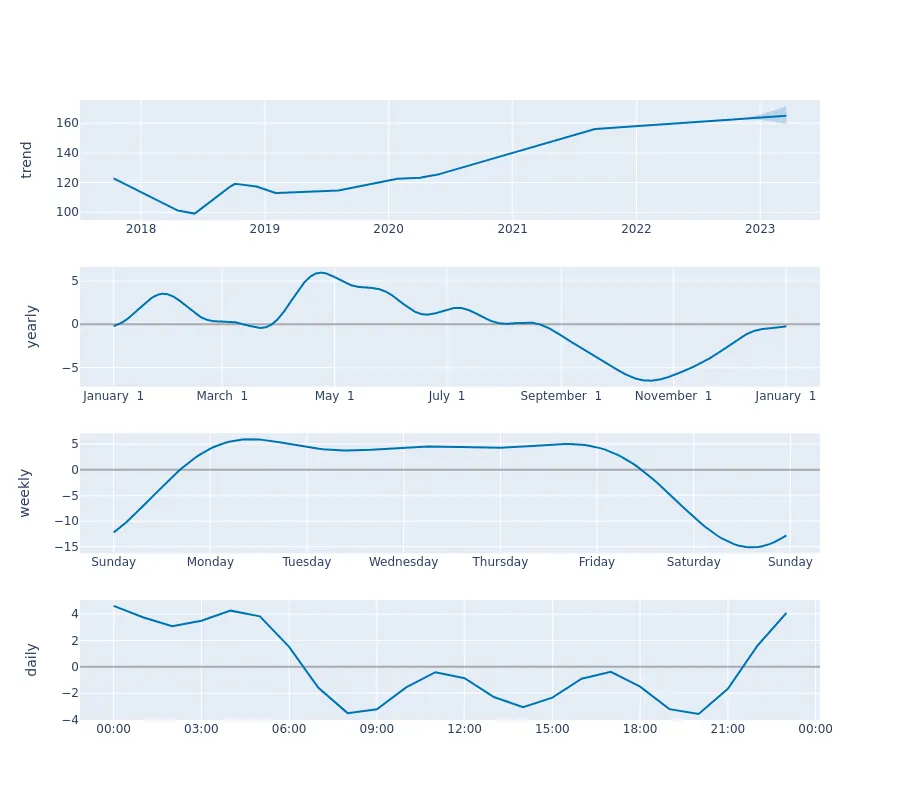 trend
160
140
120
100
2018 2019 2020 2021 2022 2023
yearly
5
0
−5
January 1 March 1 May 1 July 1 September 1 November 1 January 1
weekly
5
0
−5
−10
−15
Sunday Monday Tuesday Wednesday Thursday Friday Saturday Sunday
daily
4
2
0
−2
−4
00:00 03:00 06:00 09:00 12:00 15:00 18:00 21:00 00:00